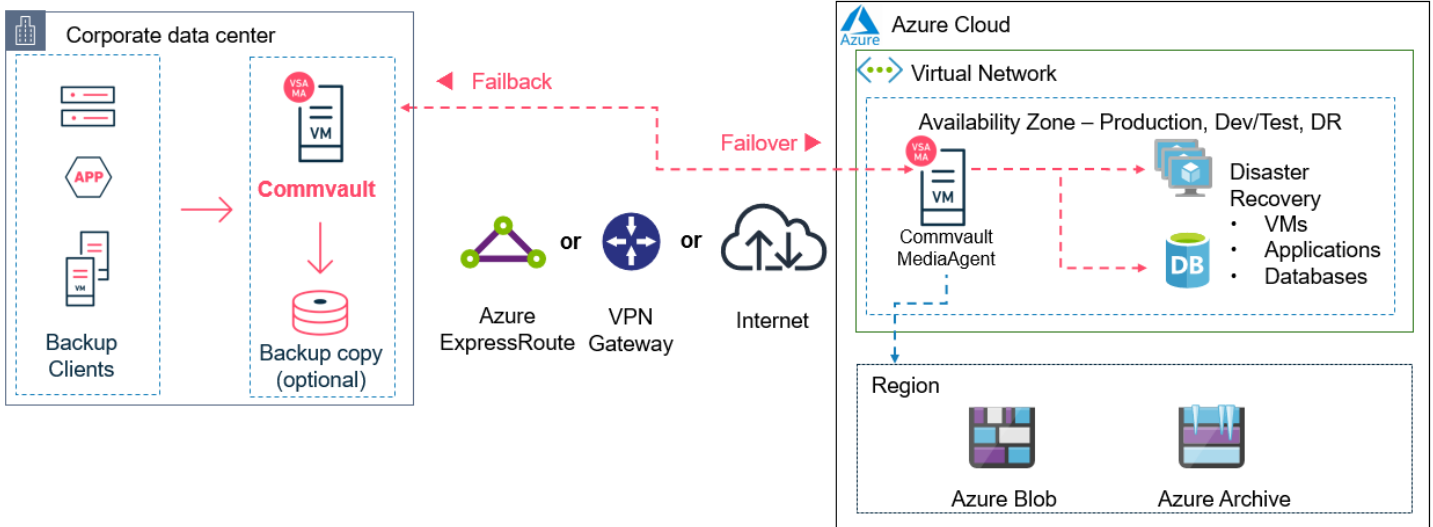 Corporate data center
APP
VM
Backup
Clients
VSA
MA
VM
Commvault
Backup copy
(optional)
Failback
Failover
Azure
ExpressRoute
or
VPN
Gateway
or
Internet
Azure
Azure Cloud
Virtual Network
Availability Zone – Production, Dev/Test, DR
VSA
MA
VM
Commvault
MediaAgent
DB
Disaster
Recovery
• VMs
• Applications
• Databases
Region
Azure Blob
Azure Archive